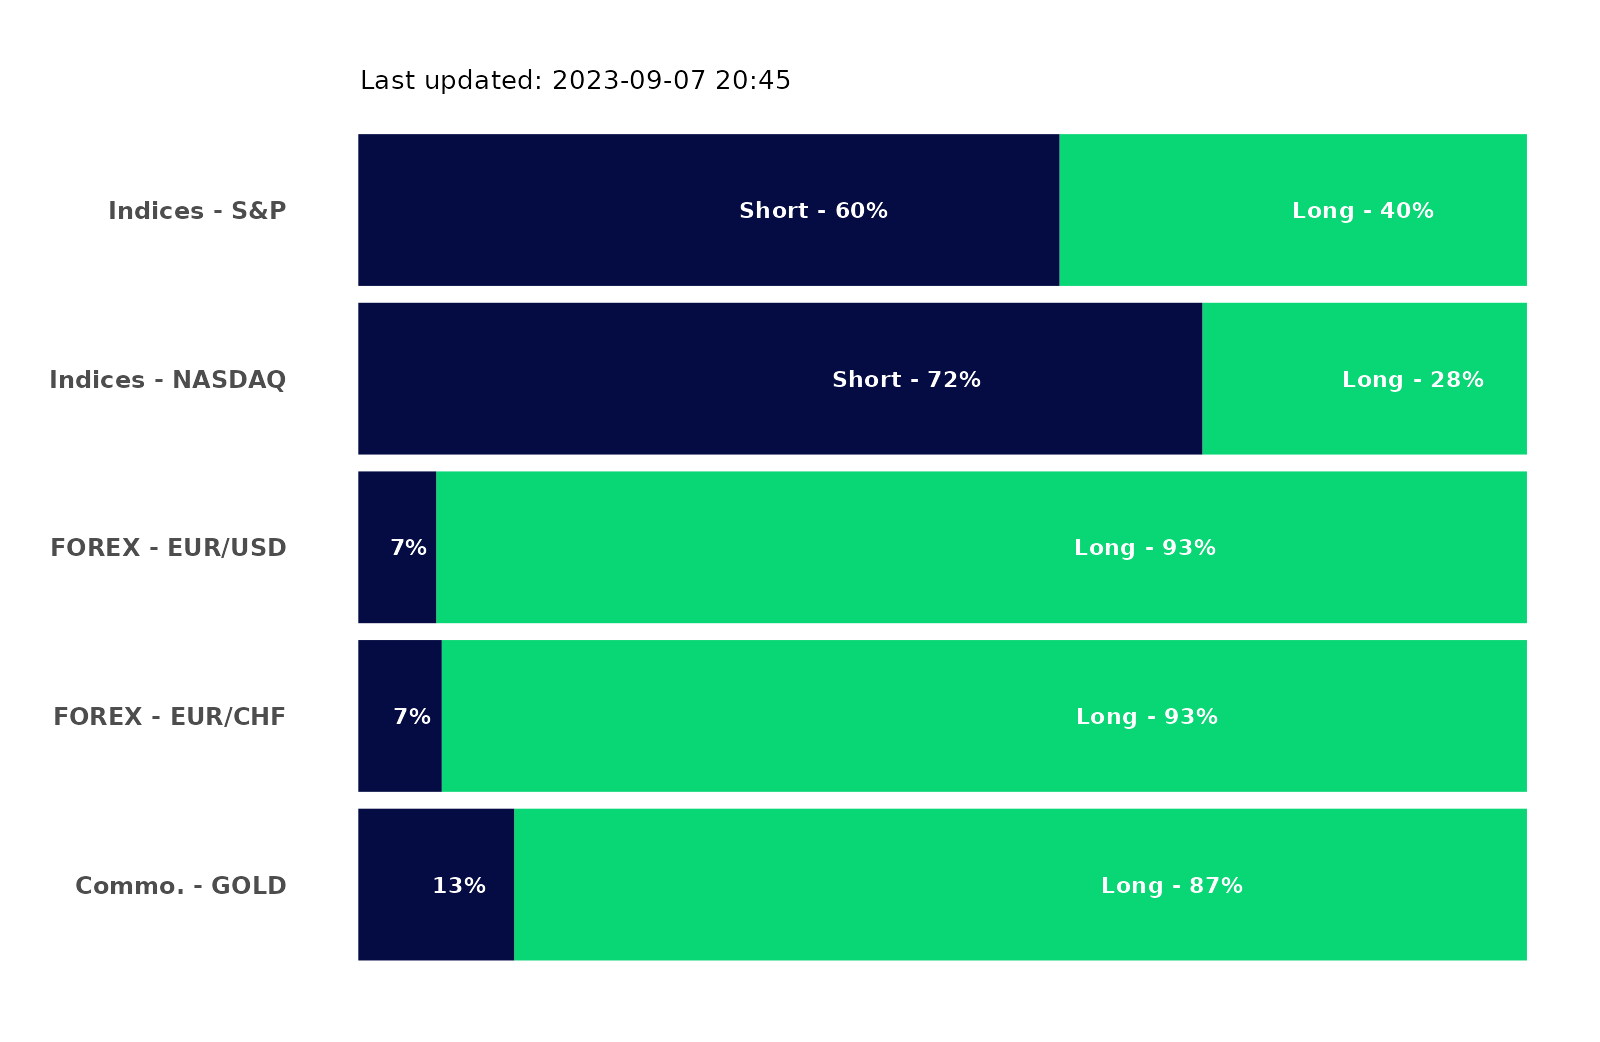 Last updated: 2023-09-07 20:45
Indices - S&P
Short - 60%
Long - 40%
Indices - NASDAQ
Short - 72%
Long - 28%
FOREX - EUR/USD
7%
Long - 93%
FOREX - EUR/CHF
7%
Long - 93%
Commo. - GOLD
13%
Long - 87%